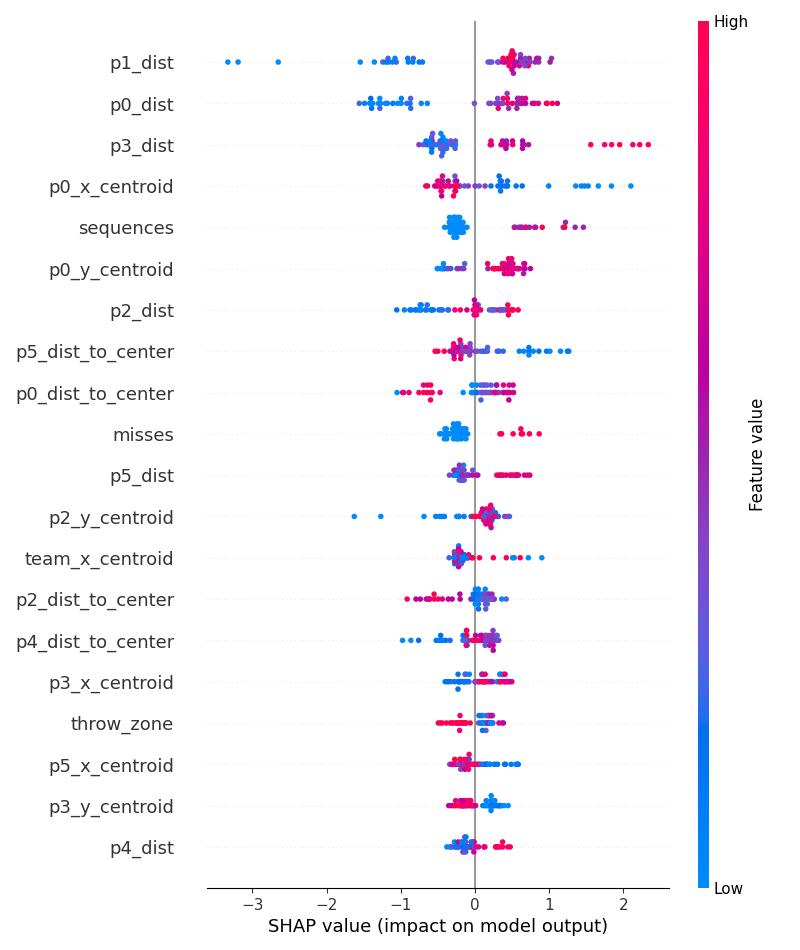 High
p1_dist
p0_dist
p3_dist
p0_x_centroid
sequences
p0_y_centroid
p2_dist
p5_dist_to_center
p0_dist_to_center
misses
p5_dist
p2_y_centroid
team_x_centroid
p2_dist_to_center
p4_dist_to_center
p3_x_centroid
throw_zone
p5_x_centroid
p3_y_centroid
p4_dist
Feature value
Low
−3 −2 −1 0 1 2
SHAP value (impact on model output)